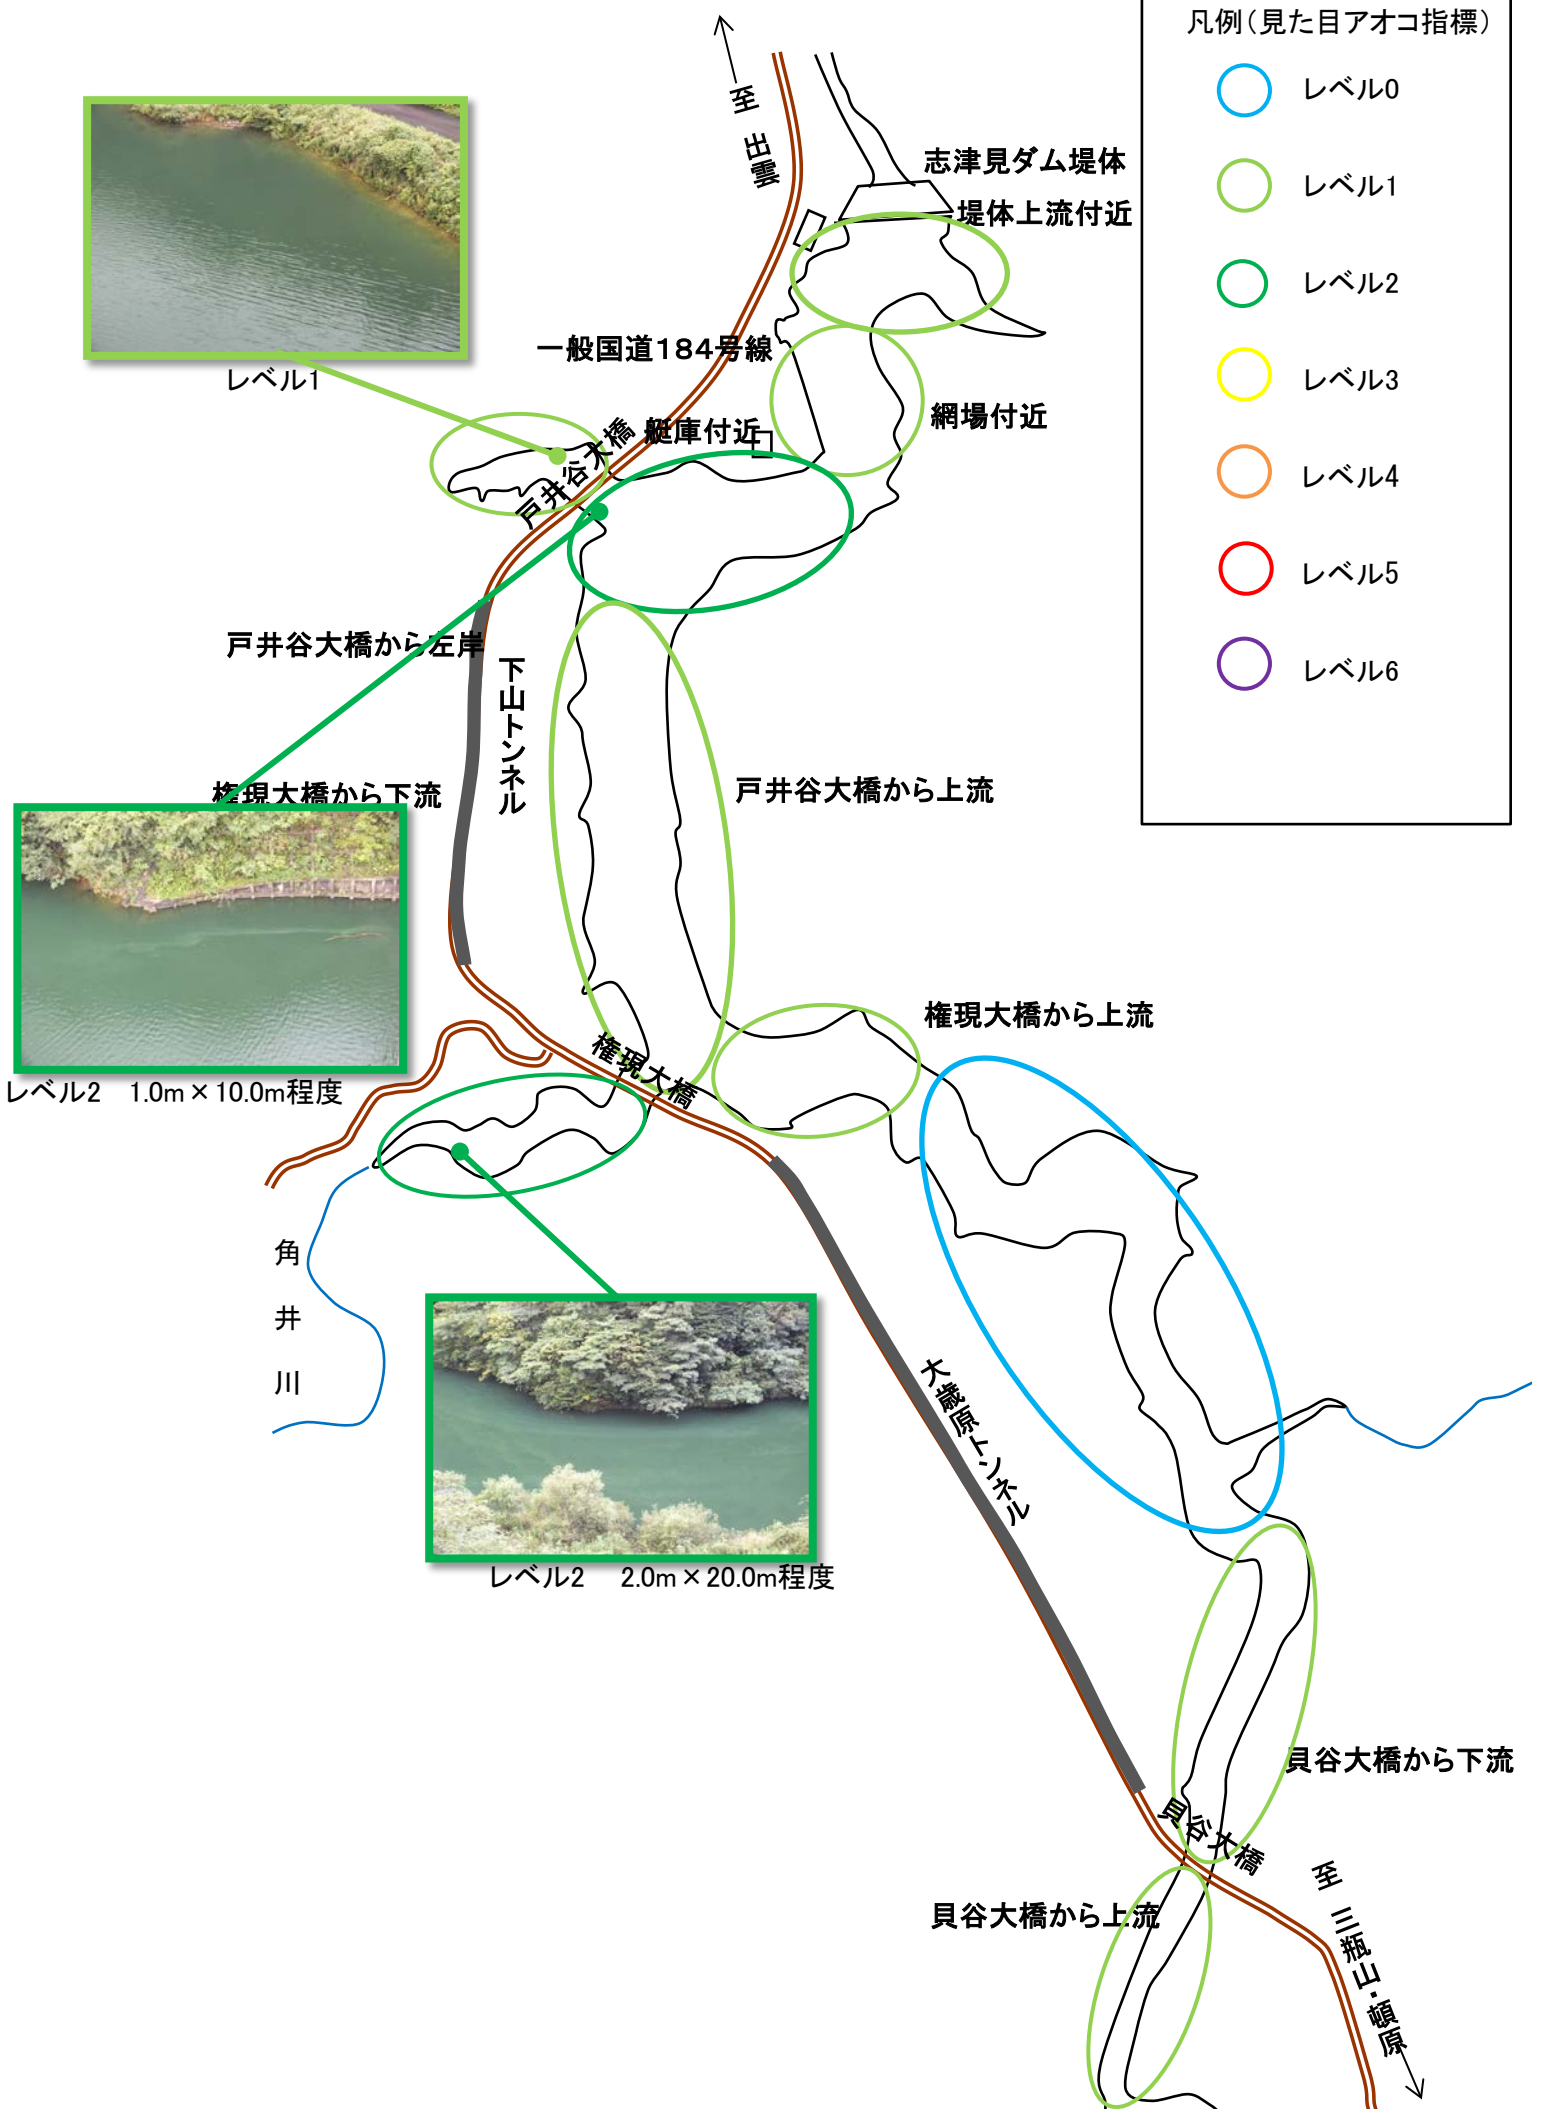 凡例（見た目アオコ指標）
レベル0
レベル1
レベル2
レベル3
レベル4
レベル5
レベル6
至 出雲
志津見ダム堤体
堤体上流付近
一般国道184号線
レベル1
艇庫付近
網場付近
戸井谷大橋
戸井谷大橋から左岸
下山トンネル
権現大橋から下流
戸井谷大橋から上流
権現大橋から上流
権現大橋
レベル2 1.0m×10.0m程度
角井川
レベル2 2.0m×20.0m程度
大歳原トンネル
貝谷大橋から下流
貝谷大橋
至 三瓶山・頓原
貝谷大橋から上流